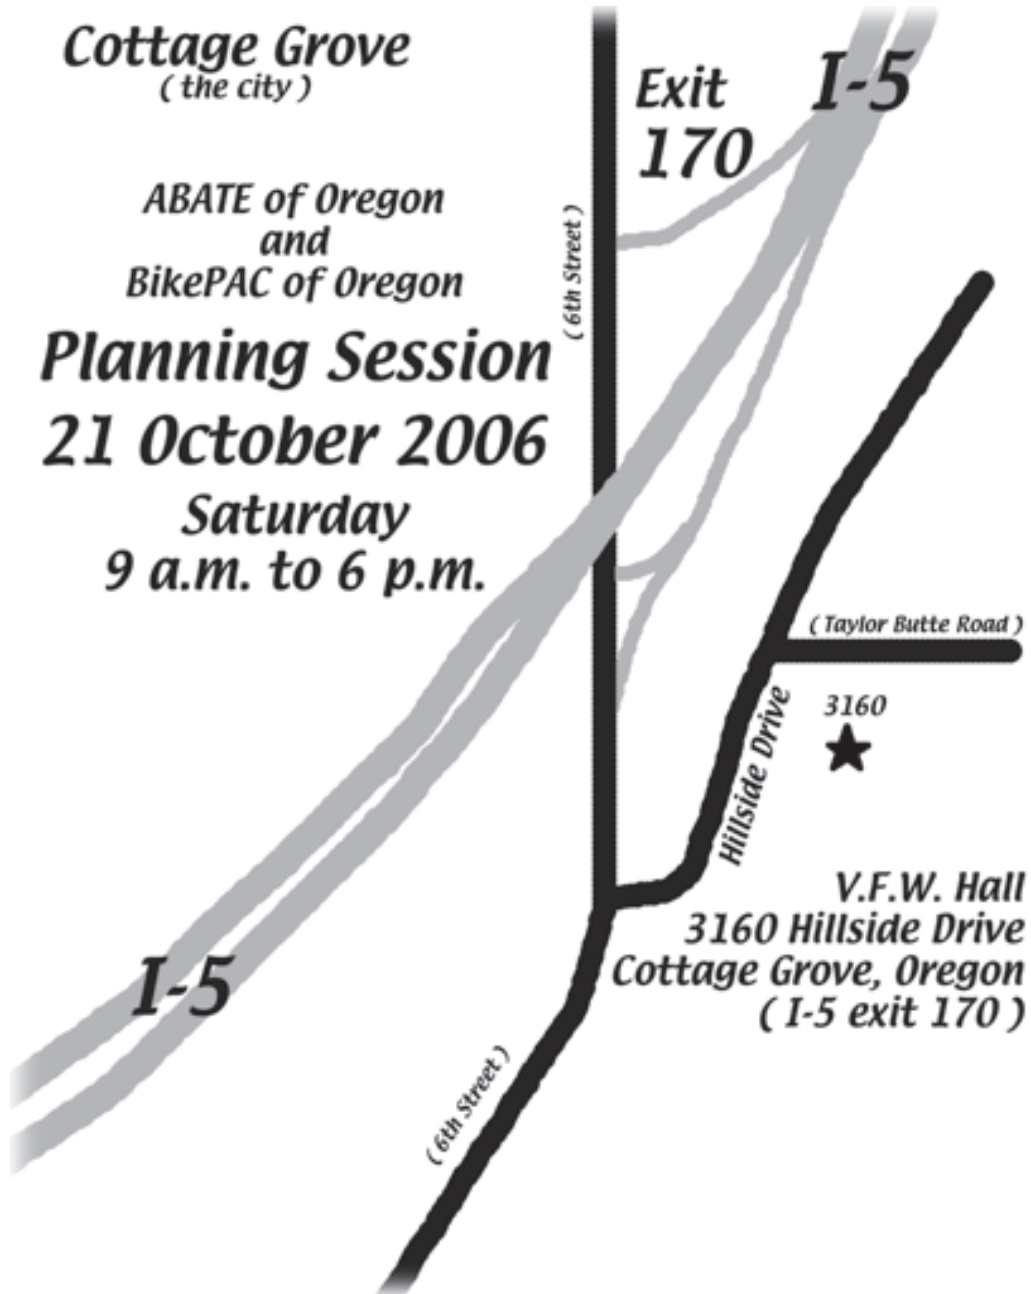 Cottage Grove
( the city )
Exit
170
I-5
ABATE of Oregon
and
BikePAC of Oregon
( 6th Street )
Planning Session
21 October 2006
Saturday
9 a.m. to 6 p.m.
( Taylor Butte Road )
3160
Hillside Drive
V.F.W. Hall
3160 Hillside Drive
Cottage Grove, Oregon
( I-5 exit 170 )
I-5
( 6th Street )